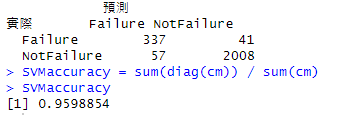 預測
實際 Failure NotFailure
Failure 337 41
NotFailure 57 2008
> SVMaccuracy = sum(diag(cm)) / sum(cm)
> SVMaccuracy
[1] 0.9598854